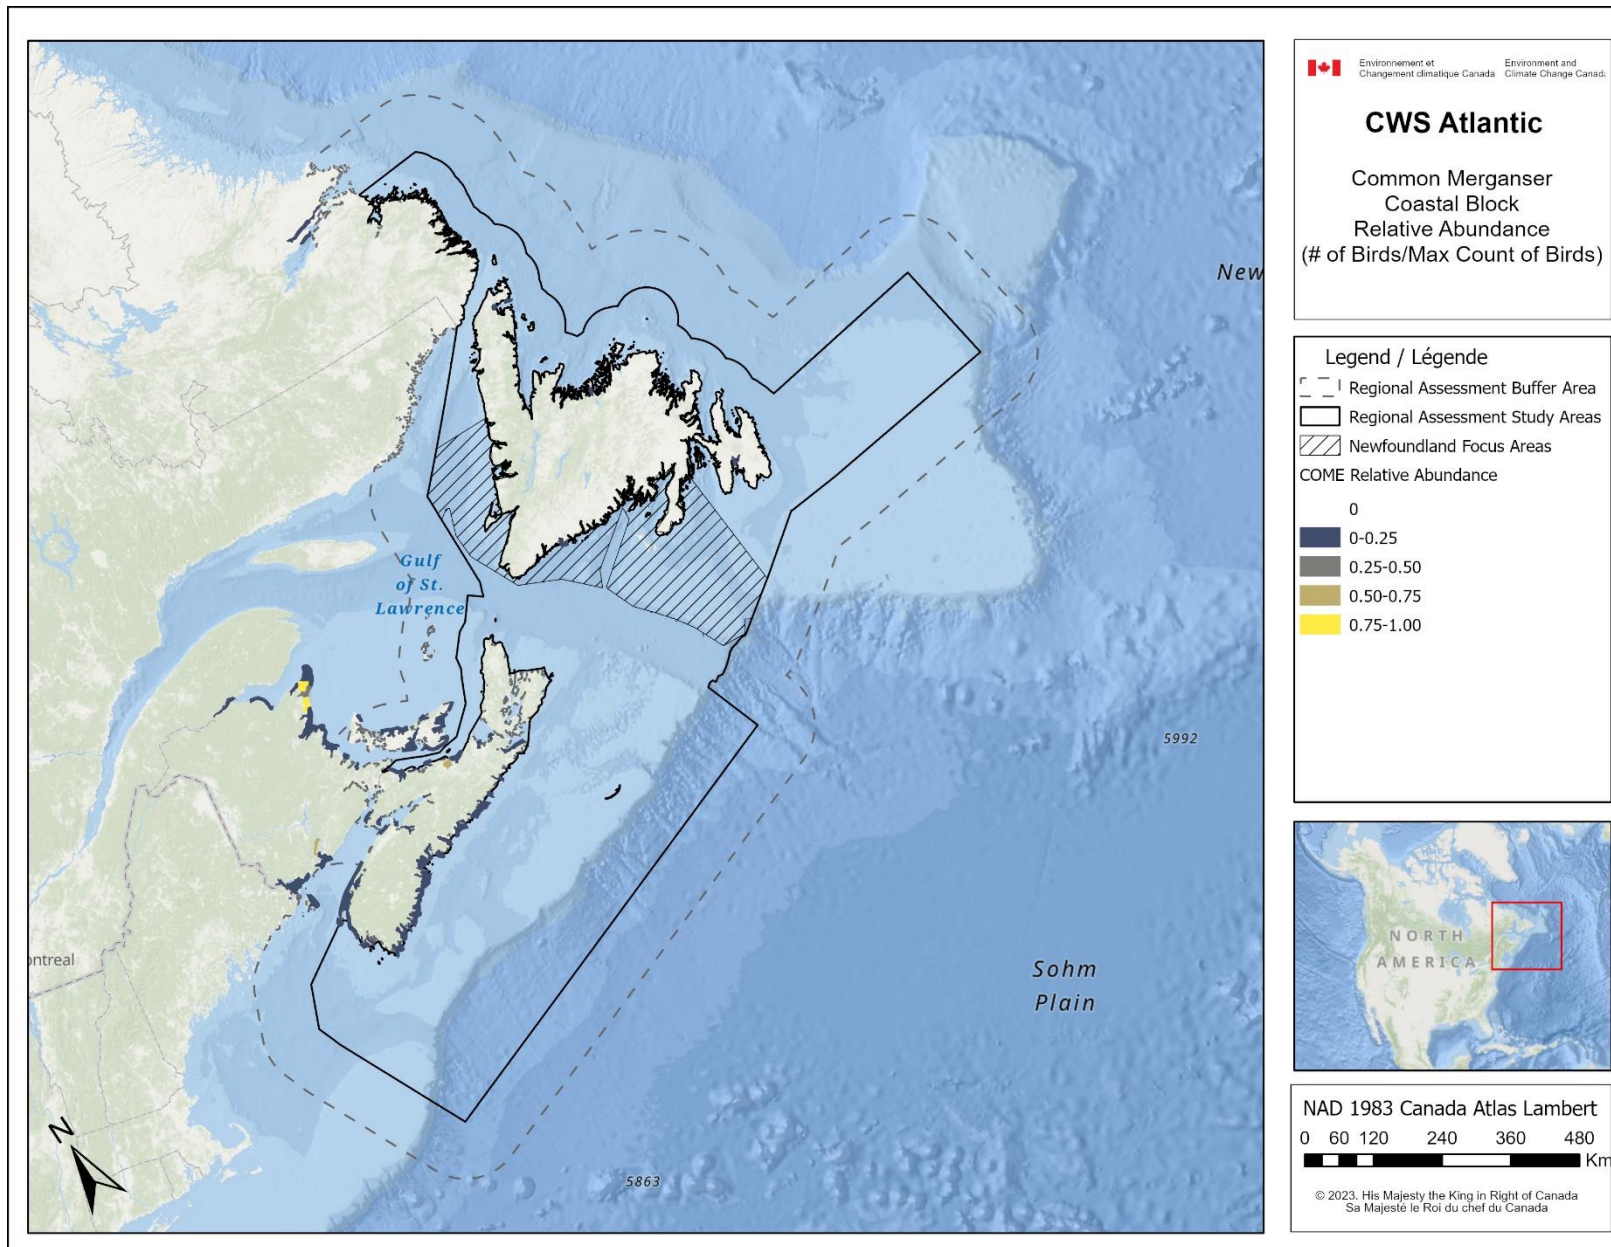 New
Gulf
of St.
Lawrence
5992
ontreal
Sohm
Plain
5863
N
Environnement et
Changement climatique Canada
Environment and
Climate Change Canada
CWS Atlantic
Common Merganser
Coastal Block
Relative Abundance
(# of Birds/Max Count of Birds)
Legend / Légende
Regional Assessment Buffer Area
Regional Assessment Study Areas
Newfoundland Focus Areas
COME Relative Abundance
0
0-0.25
0.25-0.50
0.50-0.75
0.75-1.00
NORTH
AMERICA
NAD 1983 Canada Atlas Lambert
0 60 120 240 360 480
Km
© 2023. His Majesty the King in Right of Canada
Sa Majesté le Roi du chef du Canada